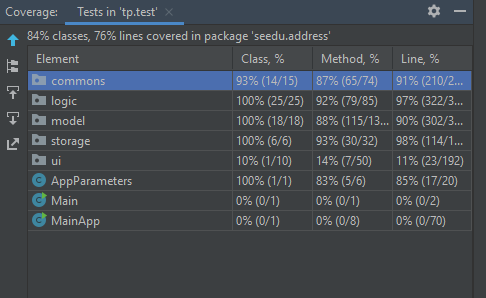 Coverage: Tests in 'tp.test' ×
84% classes, 76% lines covered in package 'seedu.address'
Element Class, % Method, % Line, %
commons 93% (14/15) 87% (65/74) 91% (210/2...
logic 100% (25/25) 92% (79/85) 97% (322/3...
model 100% (18/18) 88% (115/13... 90% (302/3...
storage 100% (6/6) 93% (30/32) 98% (114/1...
ui 10% (1/10) 14% (7/50) 11% (23/192)
AppParameters 100% (1/1) 83% (5/6) 85% (17/20)
Main 0% (0/1) 0% (0/1) 0% (0/2)
MainApp 0% (0/1) 0% (0/8) 0% (0/70)